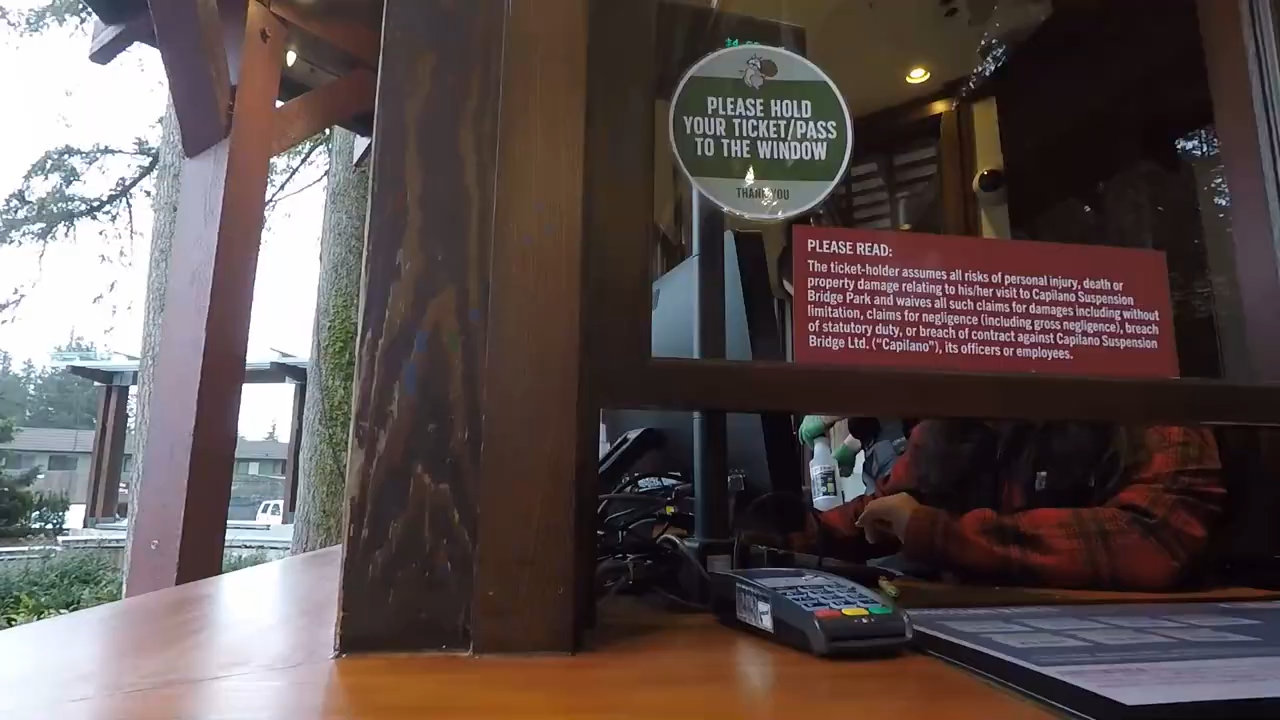 PLEASE HOLD
YOUR TICKET/PASS
TO THE WINDOW
THANK YOU
PLEASE READ:
The ticket-holder assumes all risks of personal injury, death or
property damage relating to his/her visit to Capilano Suspension
Bridge Park and waives all such claims for damages including without
limitation, claims for negligence (including gross negligence), breach
of statutory duty, or breach of contract against Capilano Suspension
Bridge Ltd. ("Capilano"), its officers or employees.